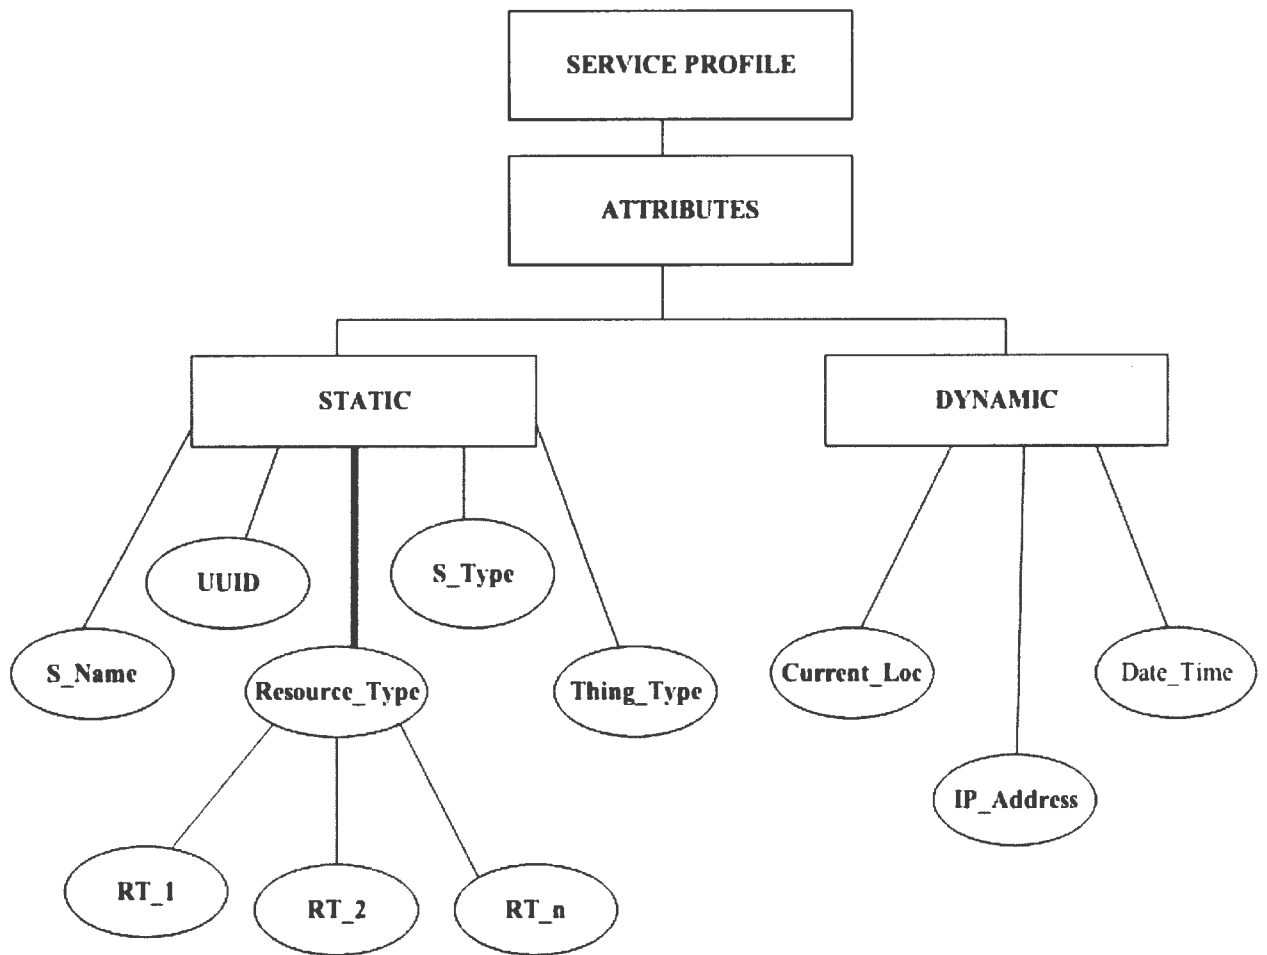 SERVICE PROFILE
ATTRIBUTES
STATIC
DYNAMIC
UUID
S_Type
S_Name
Resource_Type
Thing_Type
Current_Loc
Date_Time
IP_Address
RT_1
RT_2
RT_n